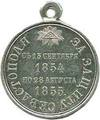 ЗА ЗАЩИТУ СЕВАСТОПОЛЯ
СЪ 13 СЕНТЯБРЯ
1854
ПО 28 АВГУСТА
1855.